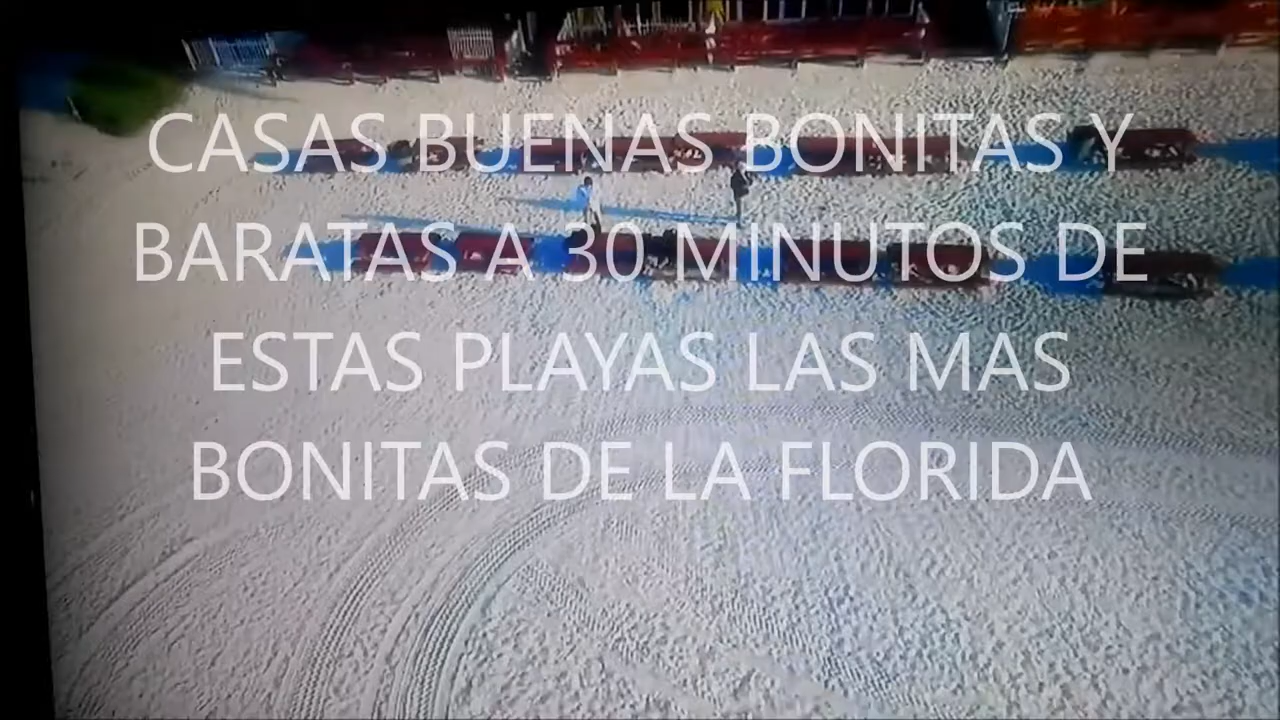 CASAS BUENAS BONITAS Y
BARATAS A 30 MINUTOS DE
ESTAS PLAYAS LAS MAS
BONITAS DE LA FLORIDA